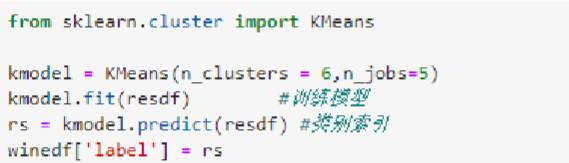 from sklearn.cluster import KMeans
kmodel = KMeans(n_clusters = 6,n_jobs=5)
kmodel.fit(resdf) #训练模型
rs = kmodel.predict(resdf) #类别索引
winedf['label'] = rs